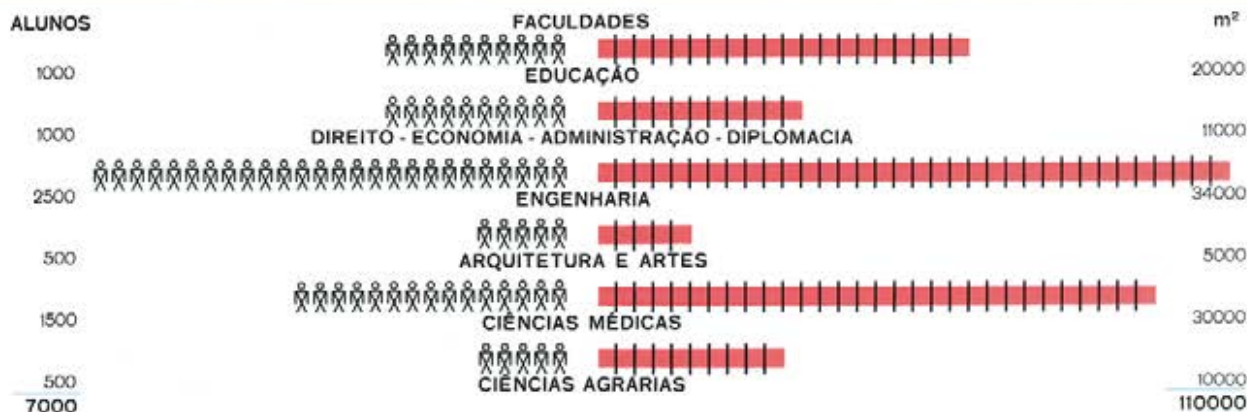 ALUNOS FACULDADES m²
1000 EDUCAÇÃO 20000
1000 DIREITO - ECONOMIA - ADMINISTRAÇÃO - DIPLOMACIA 11000
2500 ENGENHARIA 34000
500 ARQUITETURA E ARTES 5000
1500 CIÊNCIAS MÉDICAS 30000
500 CIÊNCIAS AGRÁRIAS 10000
7000 110000